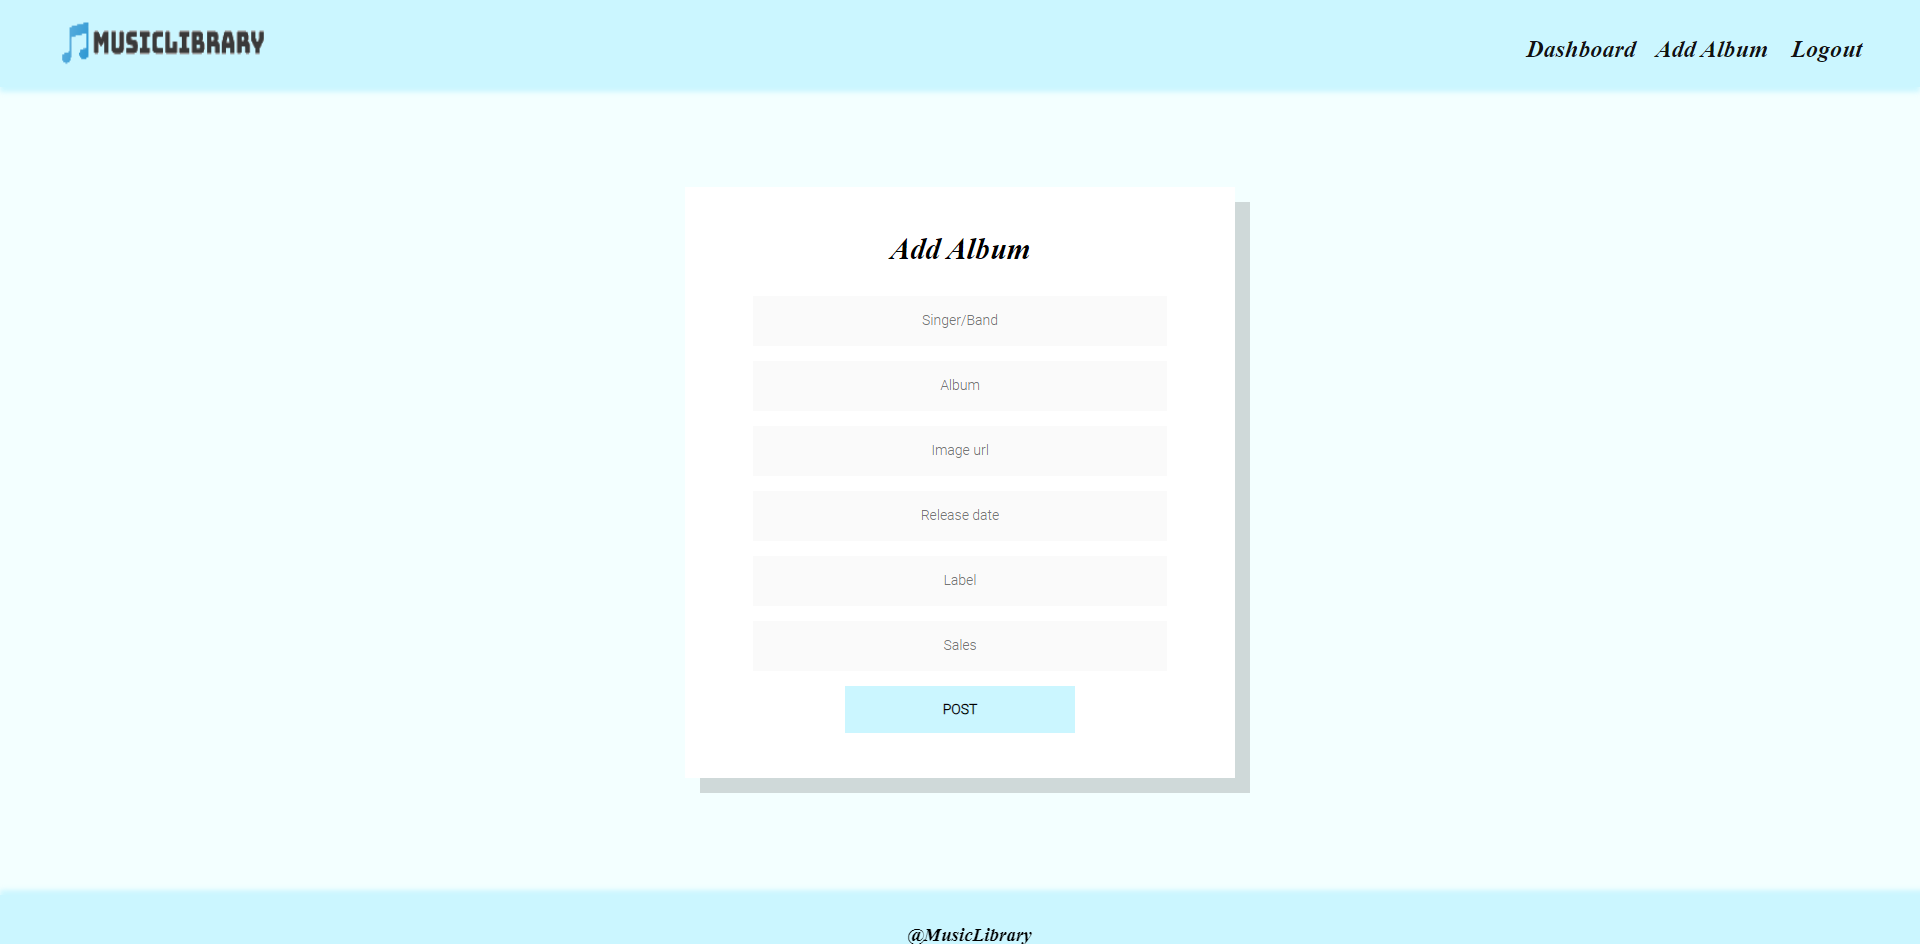 MUSICLIBRARY
Dashboard Add Album Logout
Add Album
Singer/Band
Album
Image url
Release date
Label
Sales
POST
@MusicLibrary